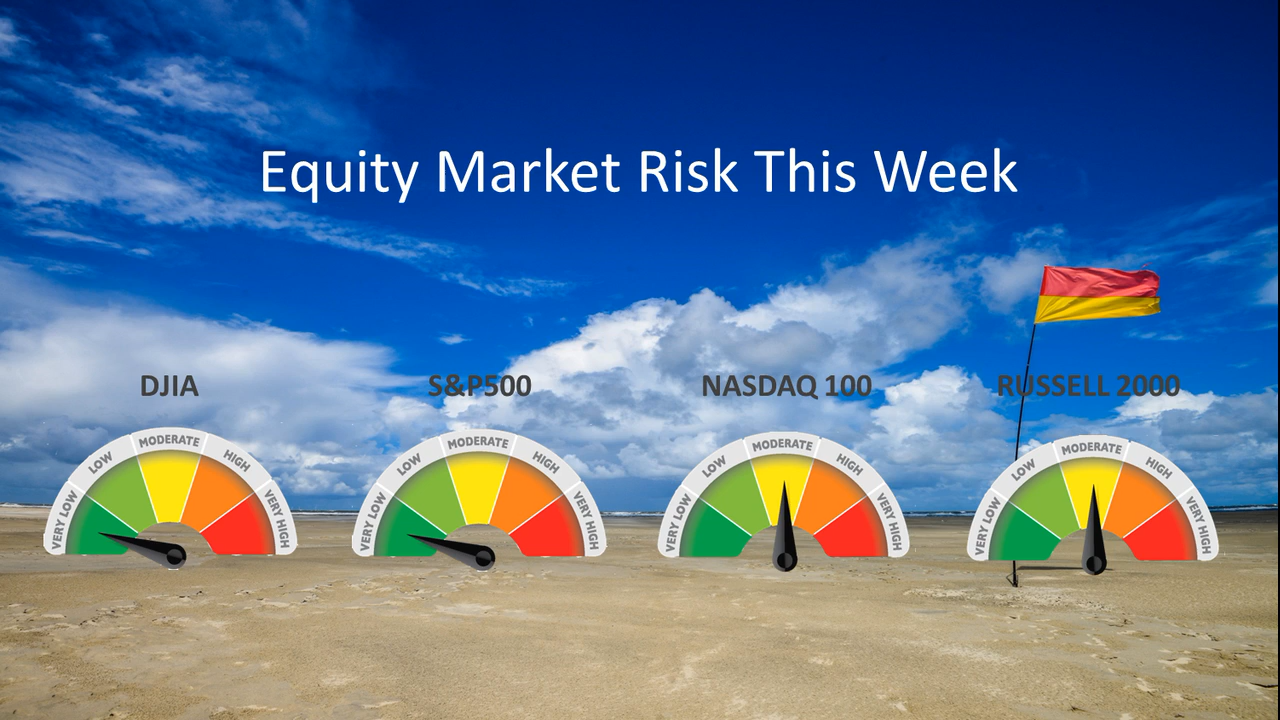 Equity Market Risk This Week
DJIA
S&P500
NASDAQ 100
RUSSELL 2000
VERY LOW
LOW
MODERATE
HIGH
VERY HIGH
VERY LOW
LOW
MODERATE
HIGH
VERY HIGH
VERY LOW
LOW
MODERATE
HIGH
VERY HIGH
VERY LOW
LOW
MODERATE
HIGH
VERY HIGH